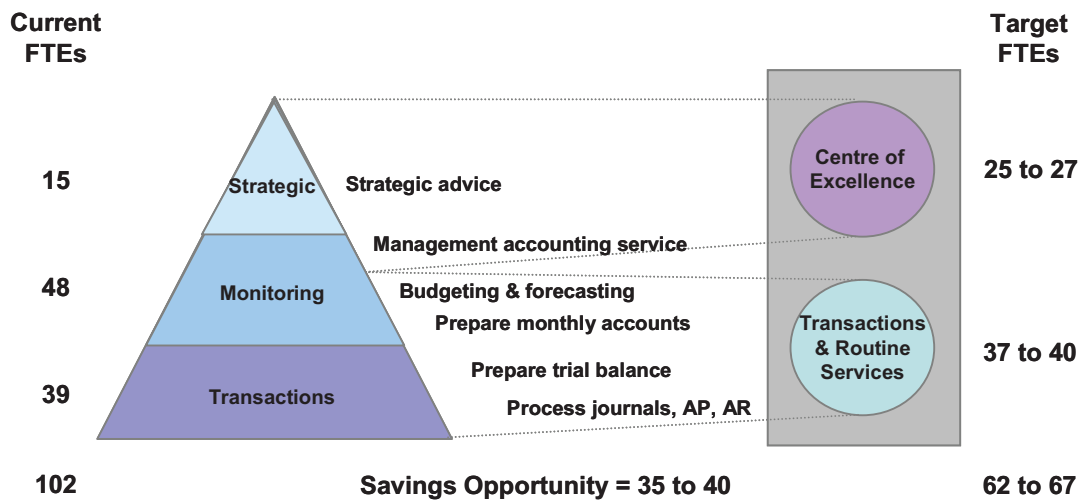 Current
FTEs
Target
FTEs
15
Strategic
Strategic advice
Centre of
Excellence
25 to 27
Management accounting service
48
Monitoring
Budgeting & forecasting
Prepare monthly accounts
Transactions
& Routine
Services
37 to 40
Prepare trial balance
39
Transactions
Process journals, AP, AR
102
Savings Opportunity = 35 to 40
62 to 67